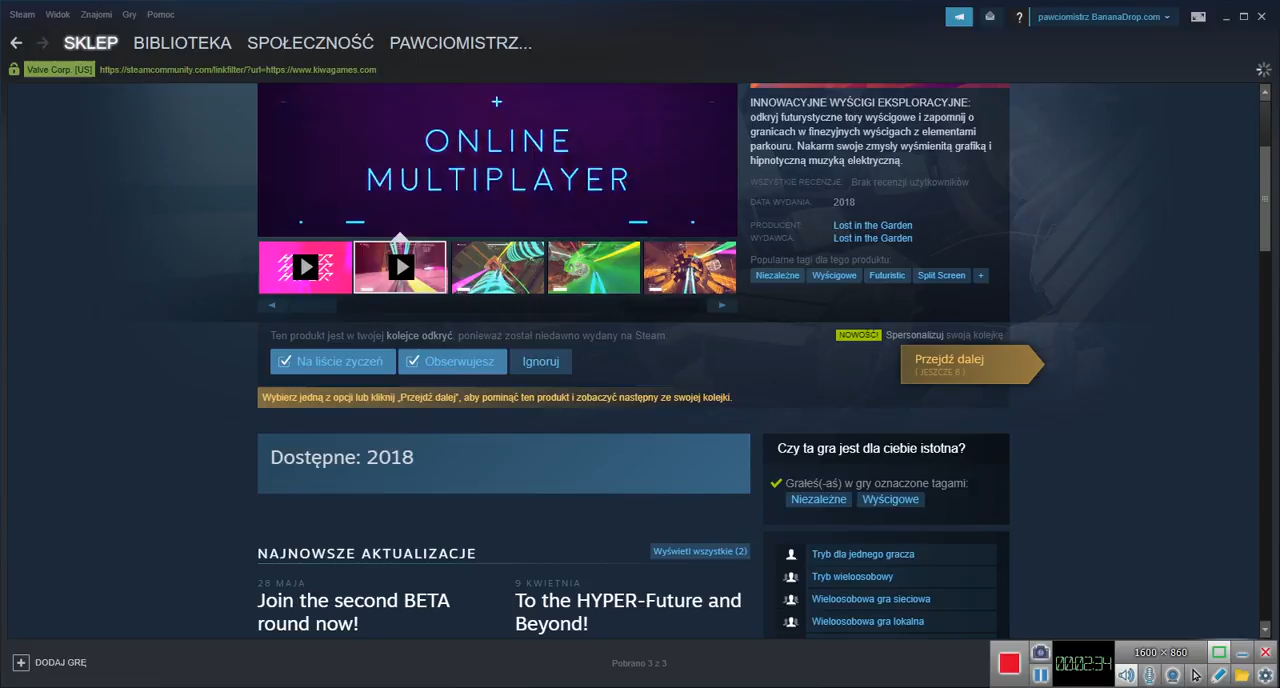 Steam Widok Znajomi Gry Pomoc
? pawciomistrz BananaDrop.com
SKLEP BIBLIOTEKA SPOŁECZNOŚĆ PAWCIOMISTRZ...
Valve Corp. [US] https://steamcommunity.com/linkfilter/?url=https://www.kiwagames.com
ONLINE
MULTIPLAYER
INNOWACYJNE WYŚCIGI EKSPLORACYJNE:
odkryj futurystyczne tory wyścigowe i zapomnij o
granicach w finezyjnych wyścigach z elementami
parkouru. Nakarm swoje zmysły wyśmienitą grafiką i
hipnotyczną muzyką elektryczną.
WSZYSTKIE RECENZJE: Brak recenzji użytkowników
DATA WYDANIA: 2018
PRODUCENT: Lost in the Garden
WYDAWCA: Lost in the Garden
Popularne tagi dla tego produktu:
Niezależne Wyścigowe Futuristic Split Screen +
Ten produkt jest w twojej kolejce odkryć, ponieważ został niedawno wydany na Steam.
NOWOŚĆ! Spersonalizuj swoją kolejkę
Na liście życzeń Obserwujesz Ignoruj
Przejdź dalej
( JESZCZE 6 )
Wybierz jedną z opcji lub kliknij „Przejdź dalej”, aby pominąć ten produkt i zobaczyć następny ze swojej kolejki.
Dostępne: 2018
Czy ta gra jest dla ciebie istotna?
Grałeś(-aś) w gry oznaczone tagami:
Niezależne Wyścigowe
NAJNOWSZE AKTUALIZACJE Wyświetl wszystkie (2)
28 MAJA
Join the second BETA
round now!
9 KWIETNIA
To the HYPER-Future and
Beyond!
Tryb dla jednego gracza
Tryb wieloosobowy
Wieloosobowa gra sieciowa
Wieloosobowa gra lokalna
+ DODAJ GRĘ
Pobrano 3 z 3
00:02:34
1600 × 860